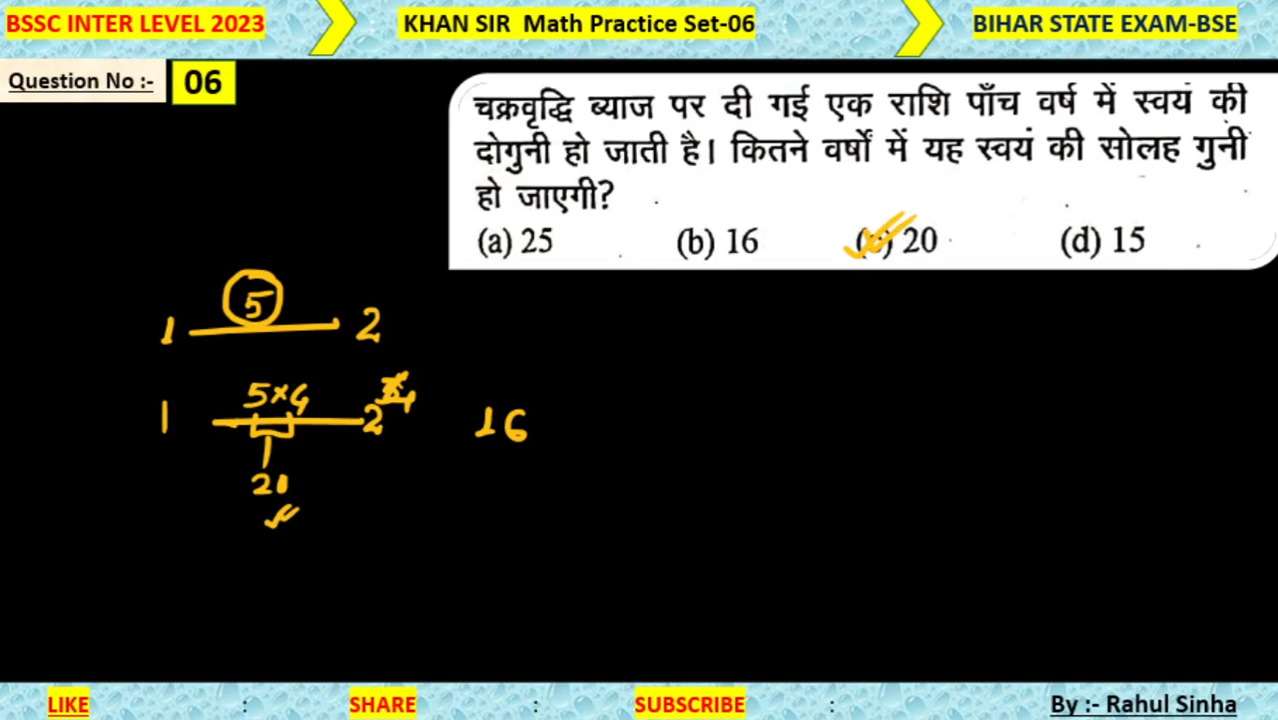 BSSC INTER LEVEL 2023
KHAN SIR Math Practice Set-06
BIHAR STATE EXAM-BSE
Question No :- 06
चक्रवृद्धि ब्याज पर दी गई एक राशि पाँच वर्ष में स्वयं की
दोगुनी हो जाती है। कितने वर्षों में यह स्वयं की सोलह गुनी
हो जाएगी?
(a) 25 (b) 16 (c) 20 (d) 15
5
1 2
5×4
1 2 4 16
20
LIKE : SHARE : SUBSCRIBE : By :- Rahul Sinha